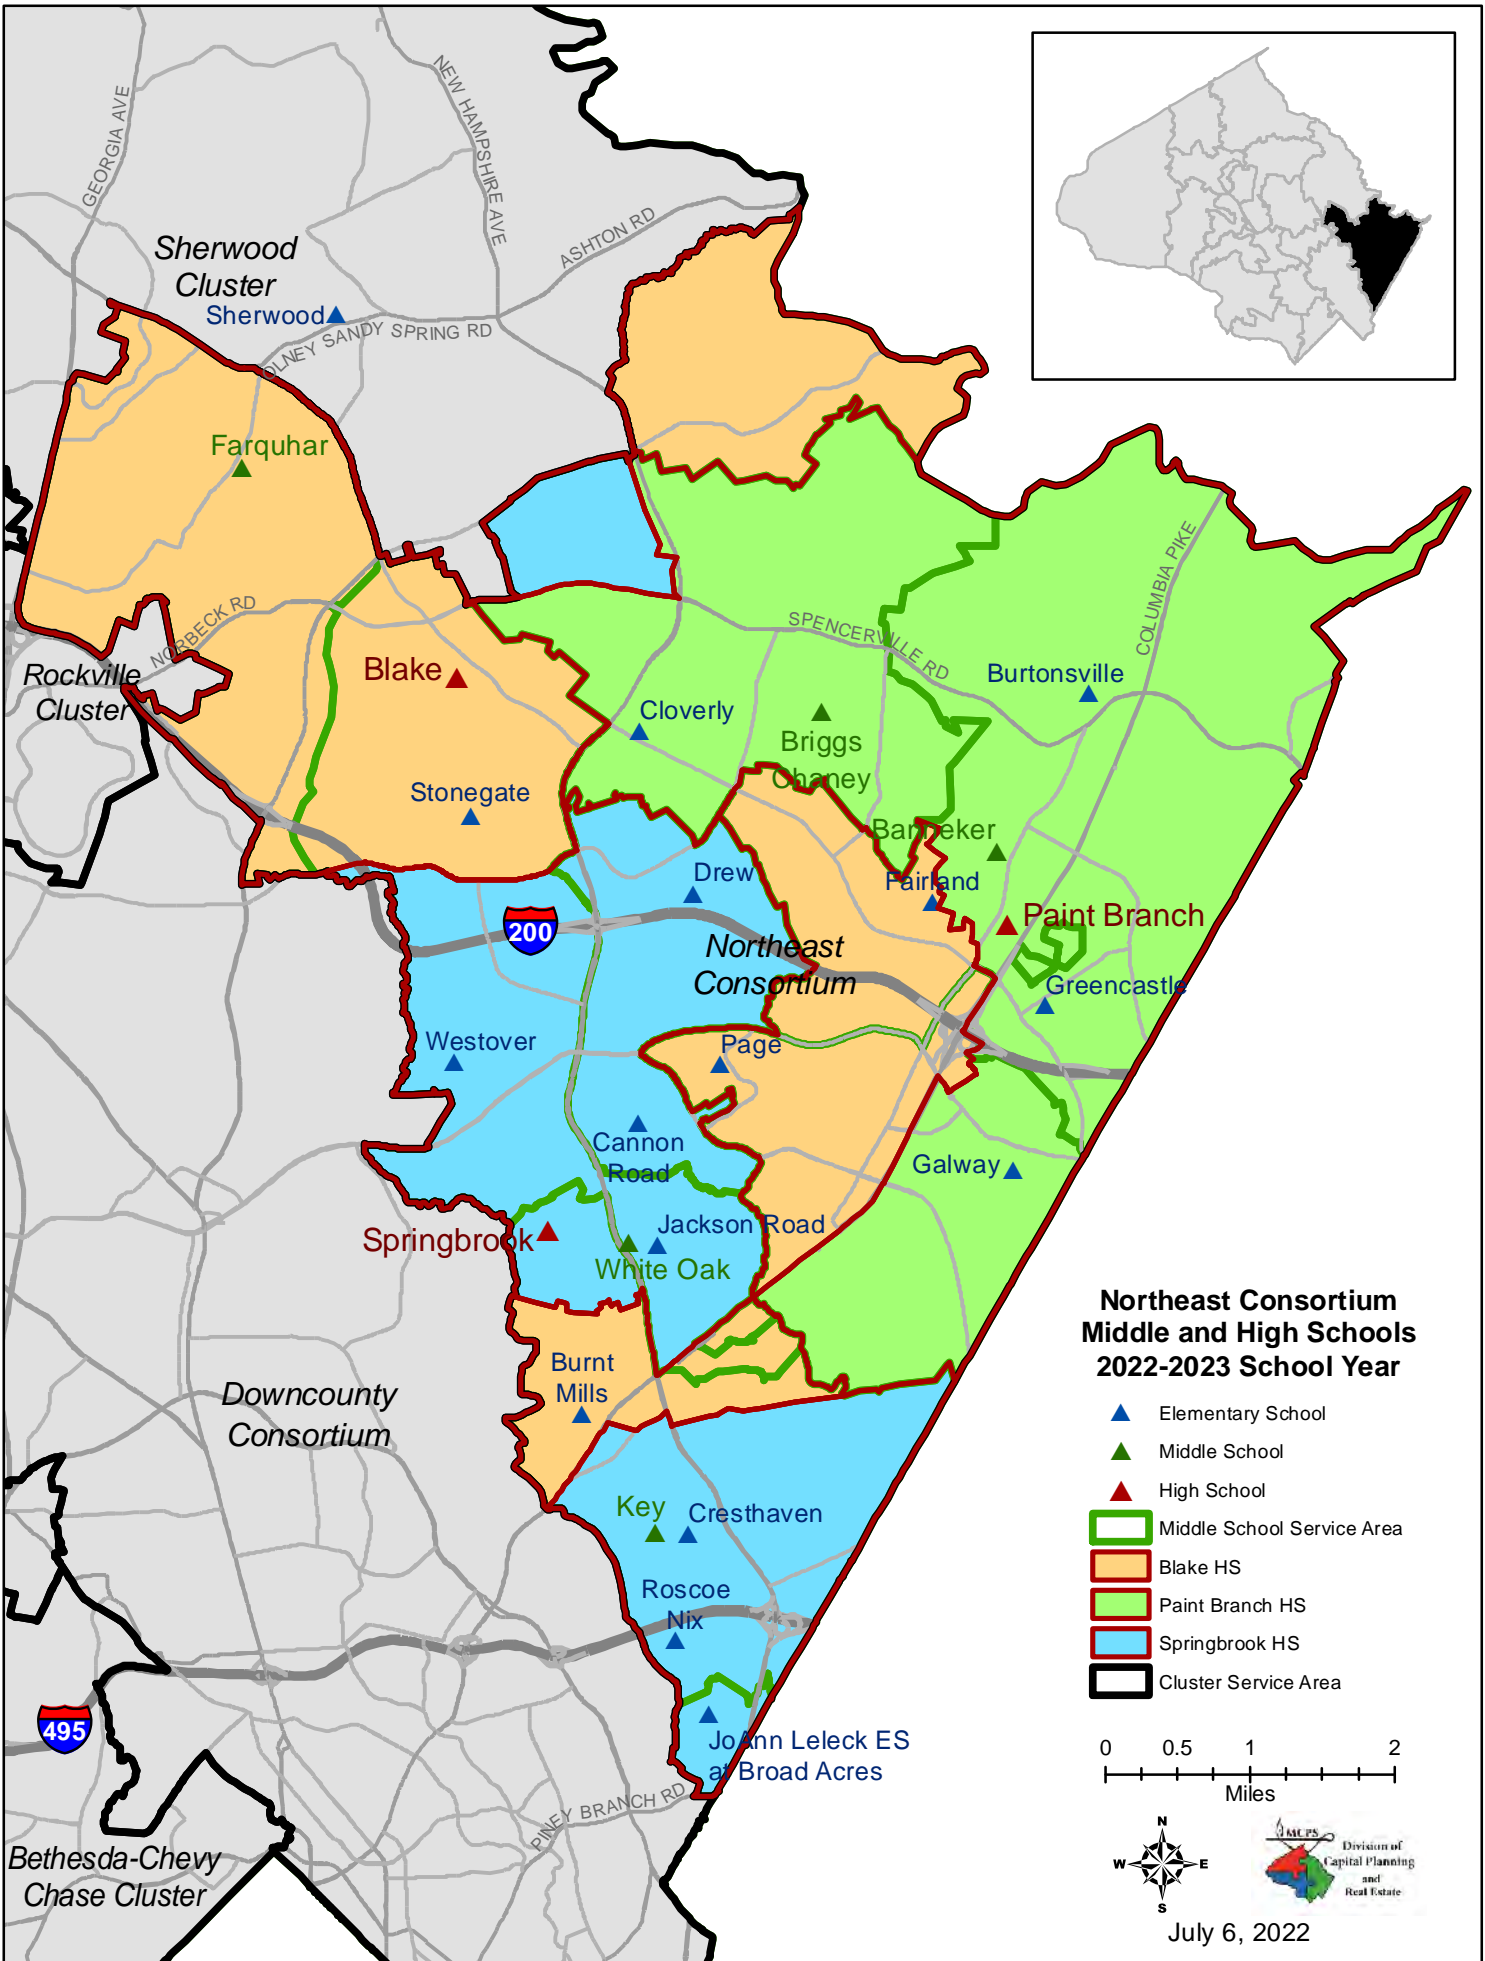 GEORGIA AVE
NEW HAMPSHIRE AVE
ASHTON RD
Sherwood
Cluster
Sherwood
OLNEY SANDY SPRING RD
Farquhar
NORBECK RD
Rockville
Cluster
Blake
Stonegate
Cloverly
SPENCERVILLE RD
COLUMBIA PIKE
Burtonsville
Briggs
Chaney
Banneker
Drew
Fairland
Paint Branch
200
Northeast
Consortium
Greencastle
Westover
Page
Cannon
Road
Galway
Springbrook
Jackson Road
White Oak
Burnt
Mills
Downcounty
Consortium
Key
Cresthaven
Roscoe
Nix
495
JoAnn Leleck ES
at Broad Acres
PINEY BRANCH RD
Bethesda-Chevy
Chase Cluster
Northeast Consortium
Middle and High Schools
2022-2023 School Year
Elementary School
Middle School
High School
Middle School Service Area
Blake HS
Paint Branch HS
Springbrook HS
Cluster Service Area
0 0.5 1 2
Miles
N
W E
S
MCPS
Division of
Capital Planning
and
Real Estate
July 6, 2022